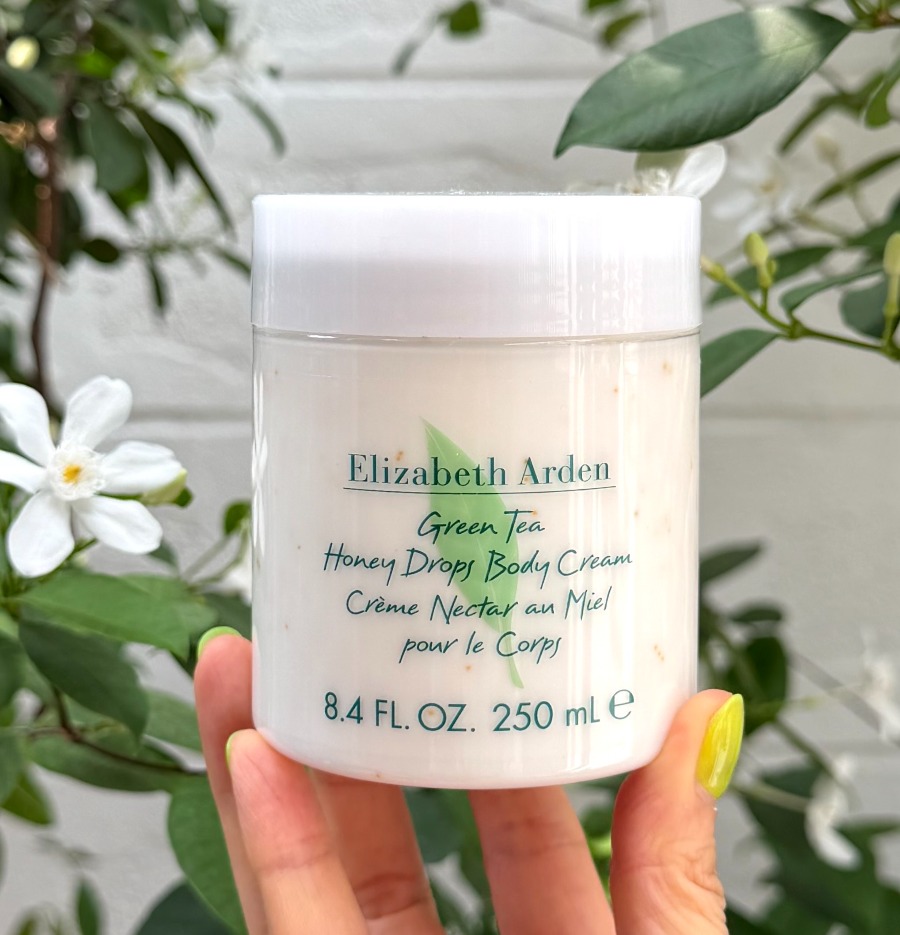 Elizabeth Arden
Green Tea
Honey Drops Body Cream
Crème Nectar au Miel
pour le Corps
8.4 FL. OZ. 250 mL ℮